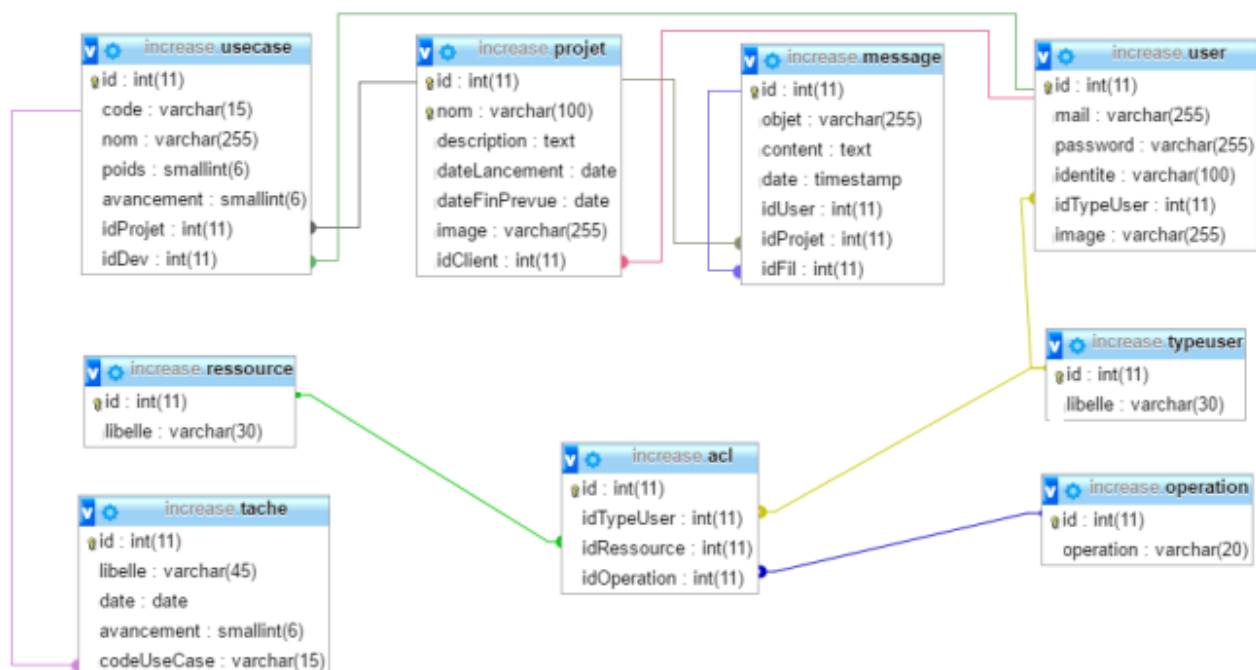 increase.usecase
id : int(11)
code : varchar(15)
nom : varchar(255)
poids : smallint(6)
avancement : smallint(6)
idProjet : int(11)
idDev : int(11)
increase.projet
id : int(11)
nom : varchar(100)
description : text
dateLancement : date
dateFinPrevue : date
image : varchar(255)
idClient : int(11)
increase.message
id : int(11)
objet : varchar(255)
content : text
date : timestamp
idUser : int(11)
idProjet : int(11)
idFil : int(11)
increase.user
id : int(11)
mail : varchar(255)
password : varchar(255)
identite : varchar(100)
idTypeUser : int(11)
image : varchar(255)
increase.ressource
id : int(11)
libelle : varchar(30)
increase.typeuser
id : int(11)
libelle : varchar(30)
increase.acl
id : int(11)
idTypeUser : int(11)
idRessource : int(11)
idOperation : int(11)
increase.operation
id : int(11)
operation : varchar(20)
increase.tache
id : int(11)
libelle : varchar(45)
date : date
avancement : smallint(6)
codeUseCase : varchar(15)